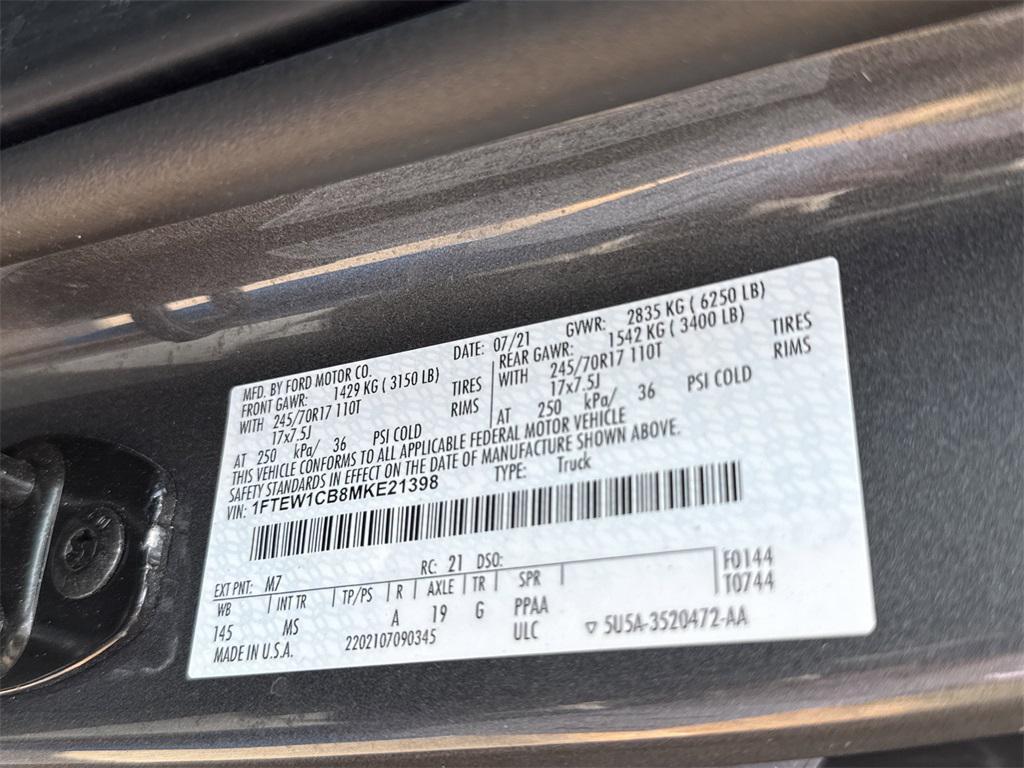 MFD. BY FORD MOTOR CO.
DATE: 07/21 GVWR: 2835 KG ( 6250 LB)
FRONT GAWR: 1429 KG ( 3150 LB)
WITH 245/70R17 110T TIRES
17x7.5J RIMS
AT 250 kPa/ 36 PSI COLD
REAR GAWR: 1542 KG ( 3400 LB)
WITH 245/70R17 110T TIRES
17x7.5J RIMS
AT 250 kPa/ 36 PSI COLD
THIS VEHICLE CONFORMS TO ALL APPLICABLE FEDERAL MOTOR VEHICLE
SAFETY STANDARDS IN EFFECT ON THE DATE OF MANUFACTURE SHOWN ABOVE.
VIN: 1FTEW1CB8MKE21398 TYPE: Truck
EXT PNT: M7 RC: 21 DSO: F0144
WB INT TR TP/PS R AXLE TR SPR T0744
145 MS A 19 G PPAA
MADE IN U.S.A. 2202107090345 ULC ▽ 5U5A-3520472-AA